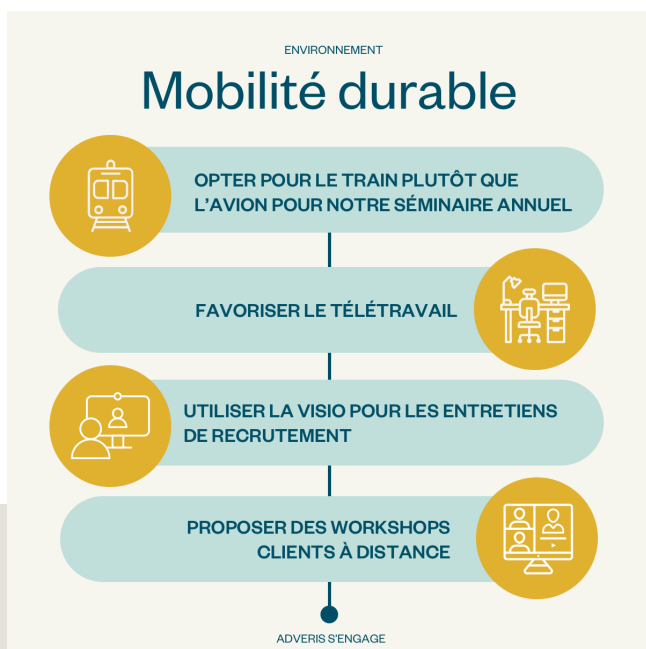 ENVIRONNEMENT
Mobilité durable
OPTER POUR LE TRAIN PLUTÔT QUE
L'AVION POUR NOTRE SÉMINAIRE ANNUEL
FAVORISER LE TÉLÉTRAVAIL
UTILISER LA VISIO POUR LES ENTRETIENS
DE RECRUTEMENT
PROPOSER DES WORKSHOPS
CLIENTS À DISTANCE
ADVERIS S'ENGAGE